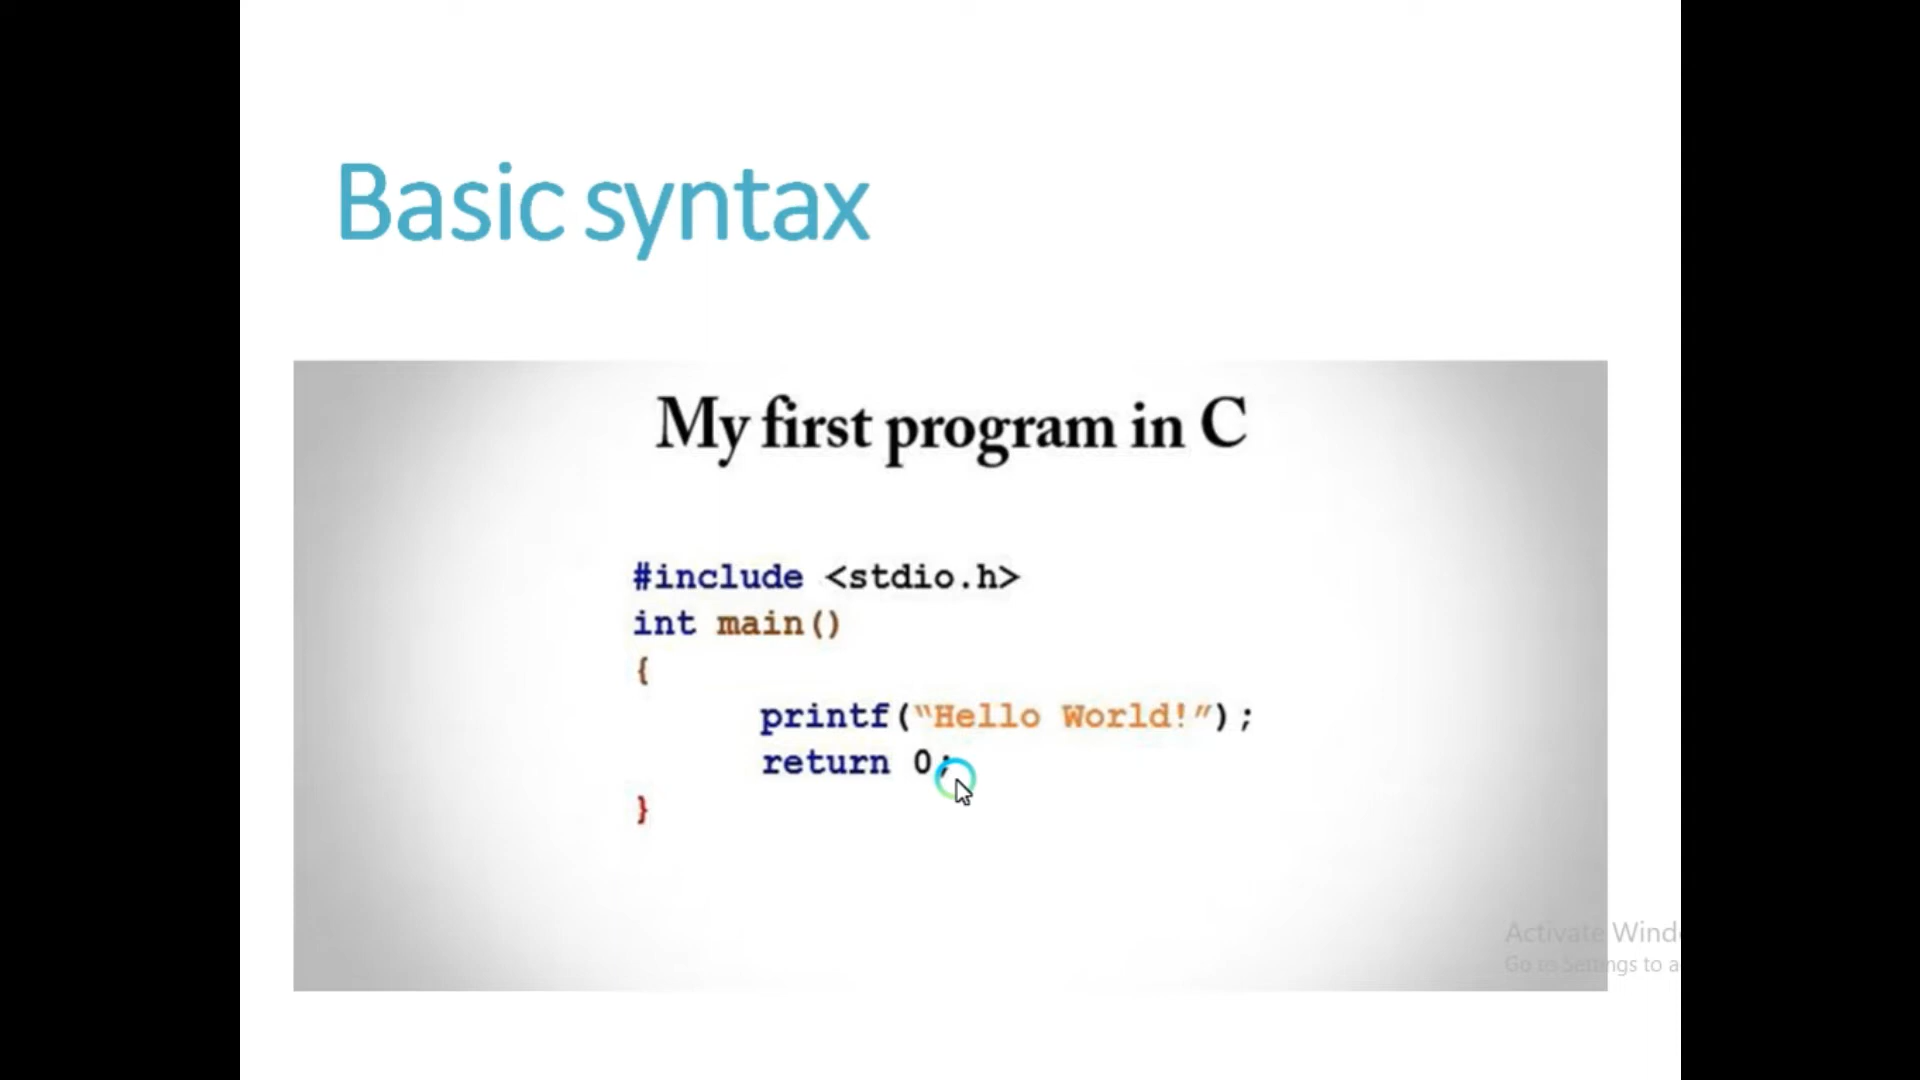 Basic syntax
My first program in C
#include <stdio.h>
int main()
{
printf(“Hello World!”);
return 0;
}
Activate Wind
Go to Settings to a